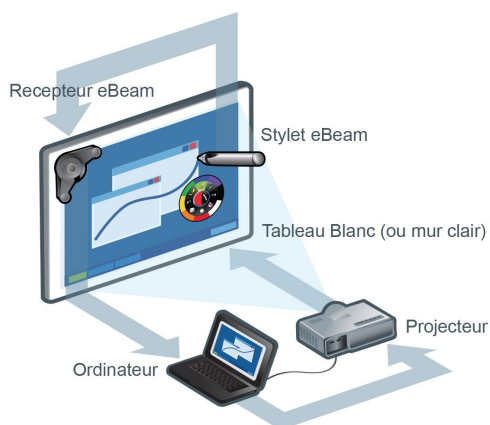 Recepteur eBeam
Stylet eBeam
Tableau Blanc (ou mur clair)
Projecteur
Ordinateur